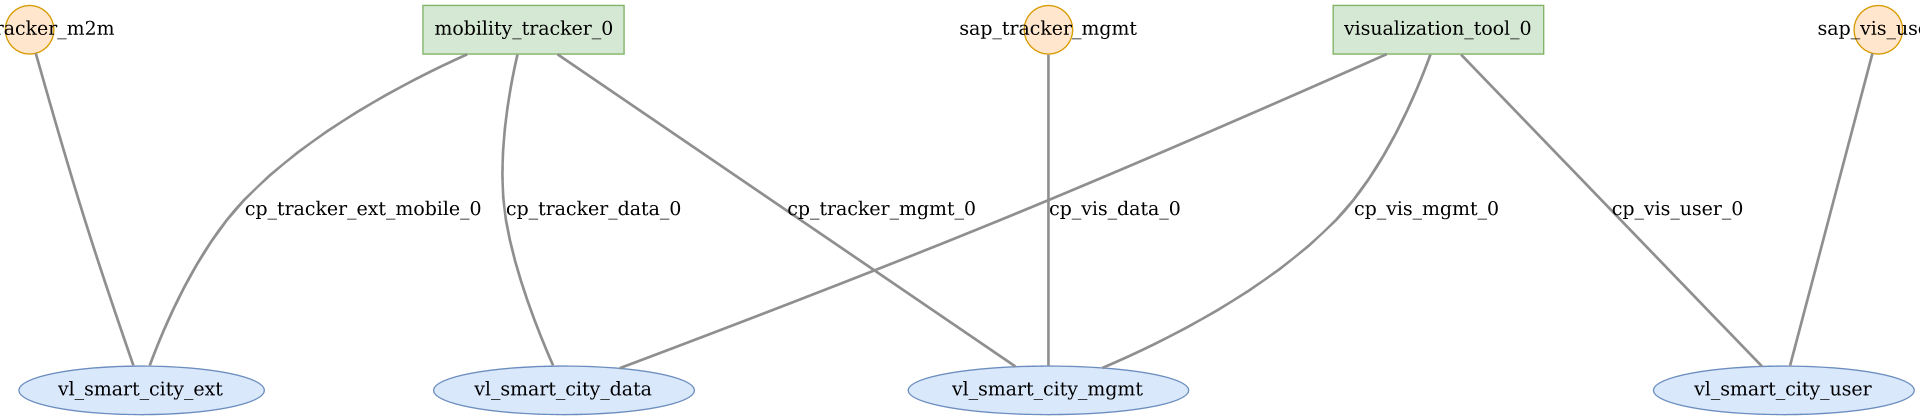 racker_m2m
mobility_tracker_0
sap_tracker_mgmt
visualization_tool_0
sap_vis_use
cp_tracker_ext_mobile_0
cp_tracker_data_0
cp_tracker_mgmt_0
cp_vis_data_0
cp_vis_mgmt_0
cp_vis_user_0
vl_smart_city_ext
vl_smart_city_data
vl_smart_city_mgmt
vl_smart_city_user